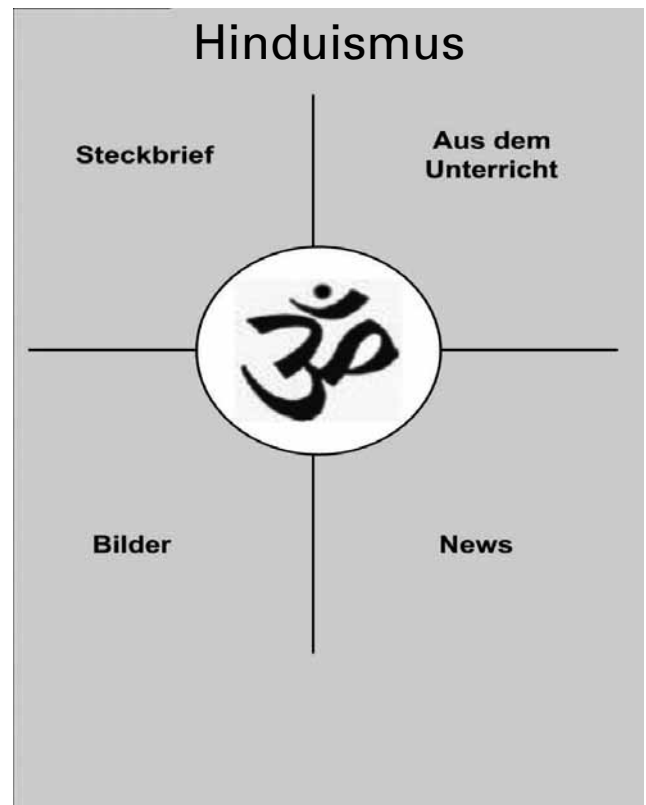 Hinduismus
Steckbrief
Aus dem
Unterricht
ॐ
Bilder
News